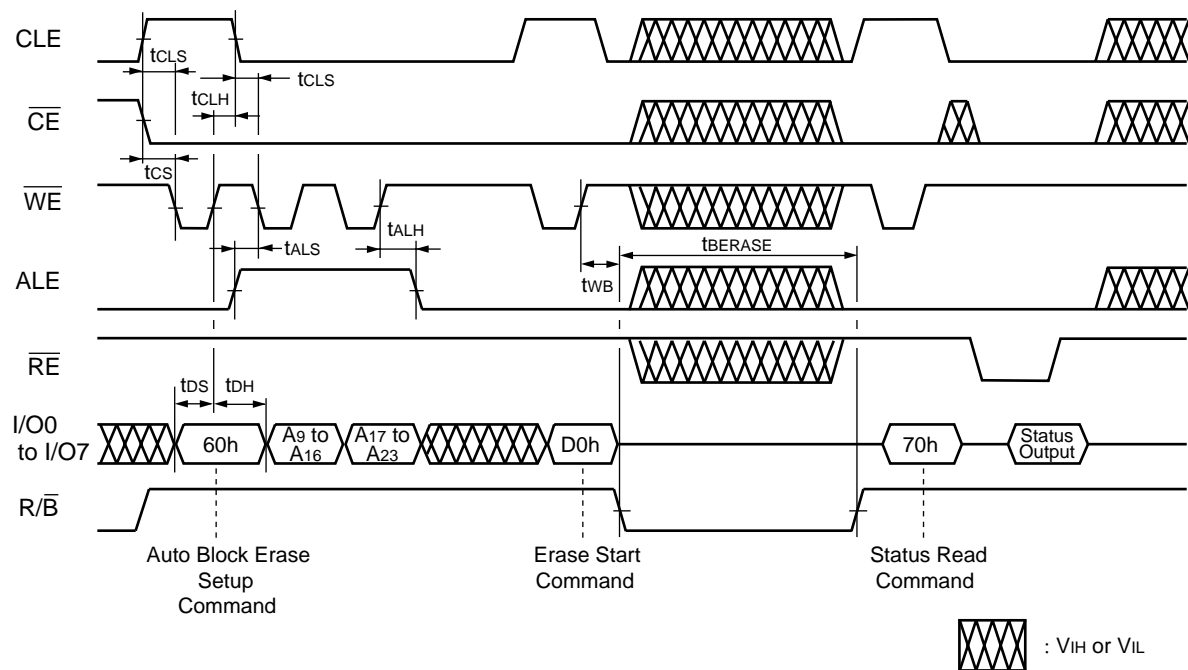 CLE
tCLS
tCLS
tCLH
CE
tCS
WE
tALS
tALH
tBERASE
tWB
ALE
RE
tDS
tDH
I/O0
to I/O7
60h
A9 to
A16
A17 to
A23
D0h
70h
Status
Output
R/B
Auto Block Erase
Setup
Command
Erase Start
Command
Status Read
Command
: VIH or VIL